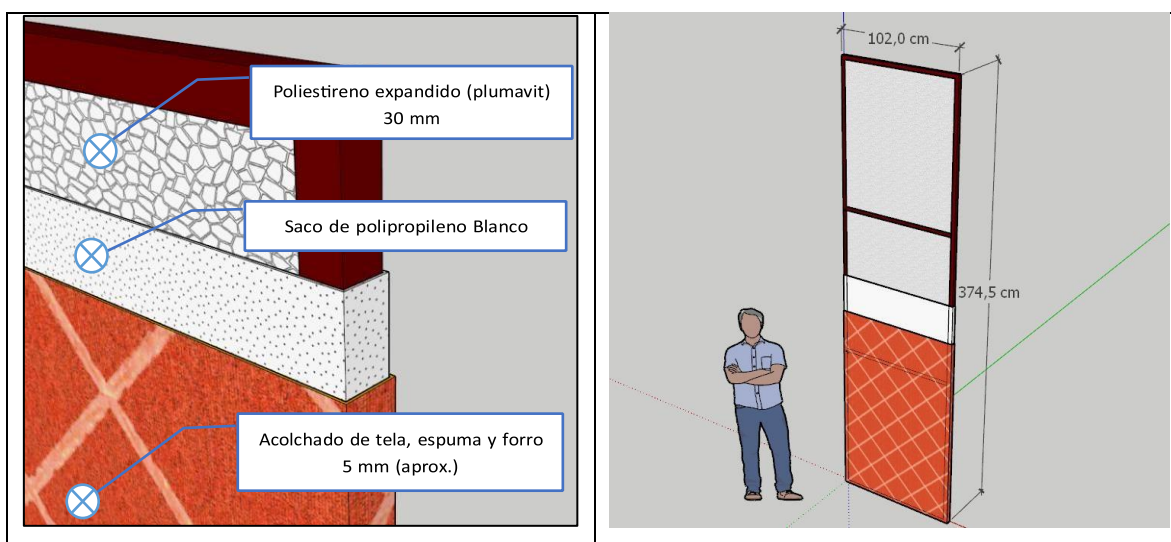 Poliestireno expandido (plumavit)
30 mm
Saco de polipropileno Blanco
Acolchado de tela, espuma y forro
5 mm (aprox.)
102,0 cm
374,5 cm